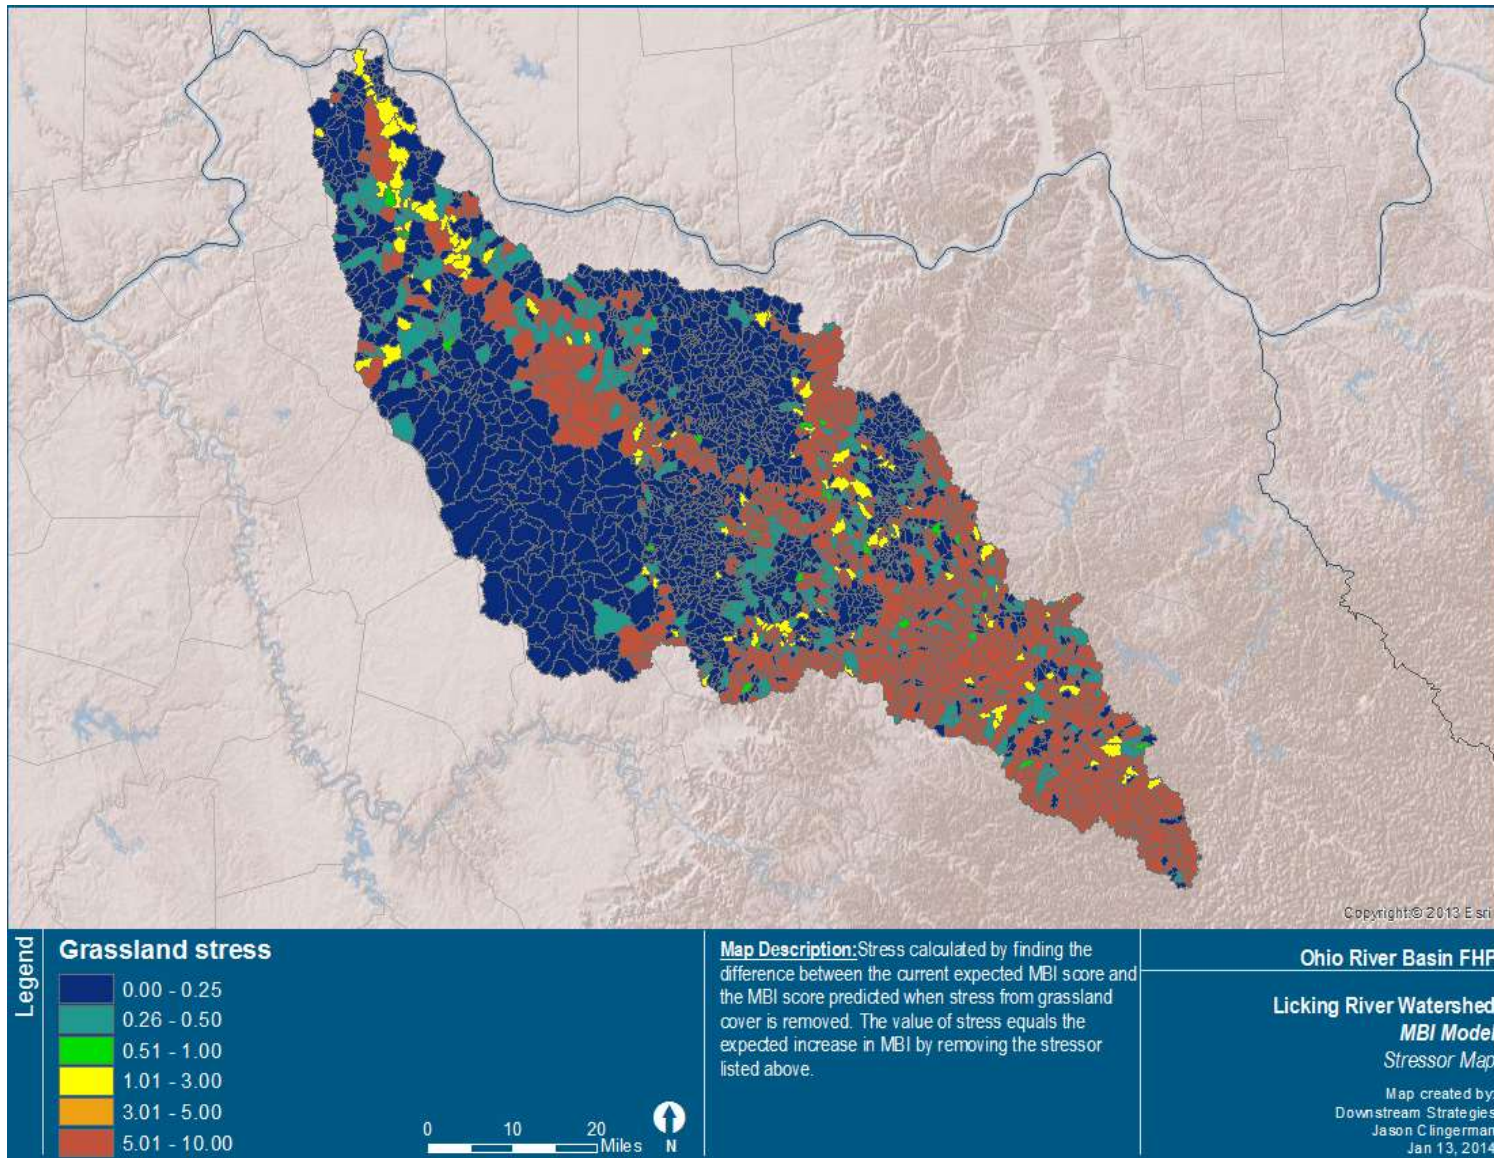 Copyright:© 2013 Esri
Legend
Grassland stress
0.00 - 0.25
0.26 - 0.50
0.51 - 1.00
1.01 - 3.00
3.01 - 5.00
5.01 - 10.00
0 10 20
Miles
N
Map Description:Stress calculated by finding the
difference between the current expected MBI score and
the MBI score predicted when stress from grassland
cover is removed. The value of stress equals the
expected increase in MBI by removing the stressor
listed above.
Ohio River Basin FHP
Licking River Watershed
MBI Model
Stressor Map
Map created by:
Downstream Strategies
Jason Clingerman
Jan 13, 2014